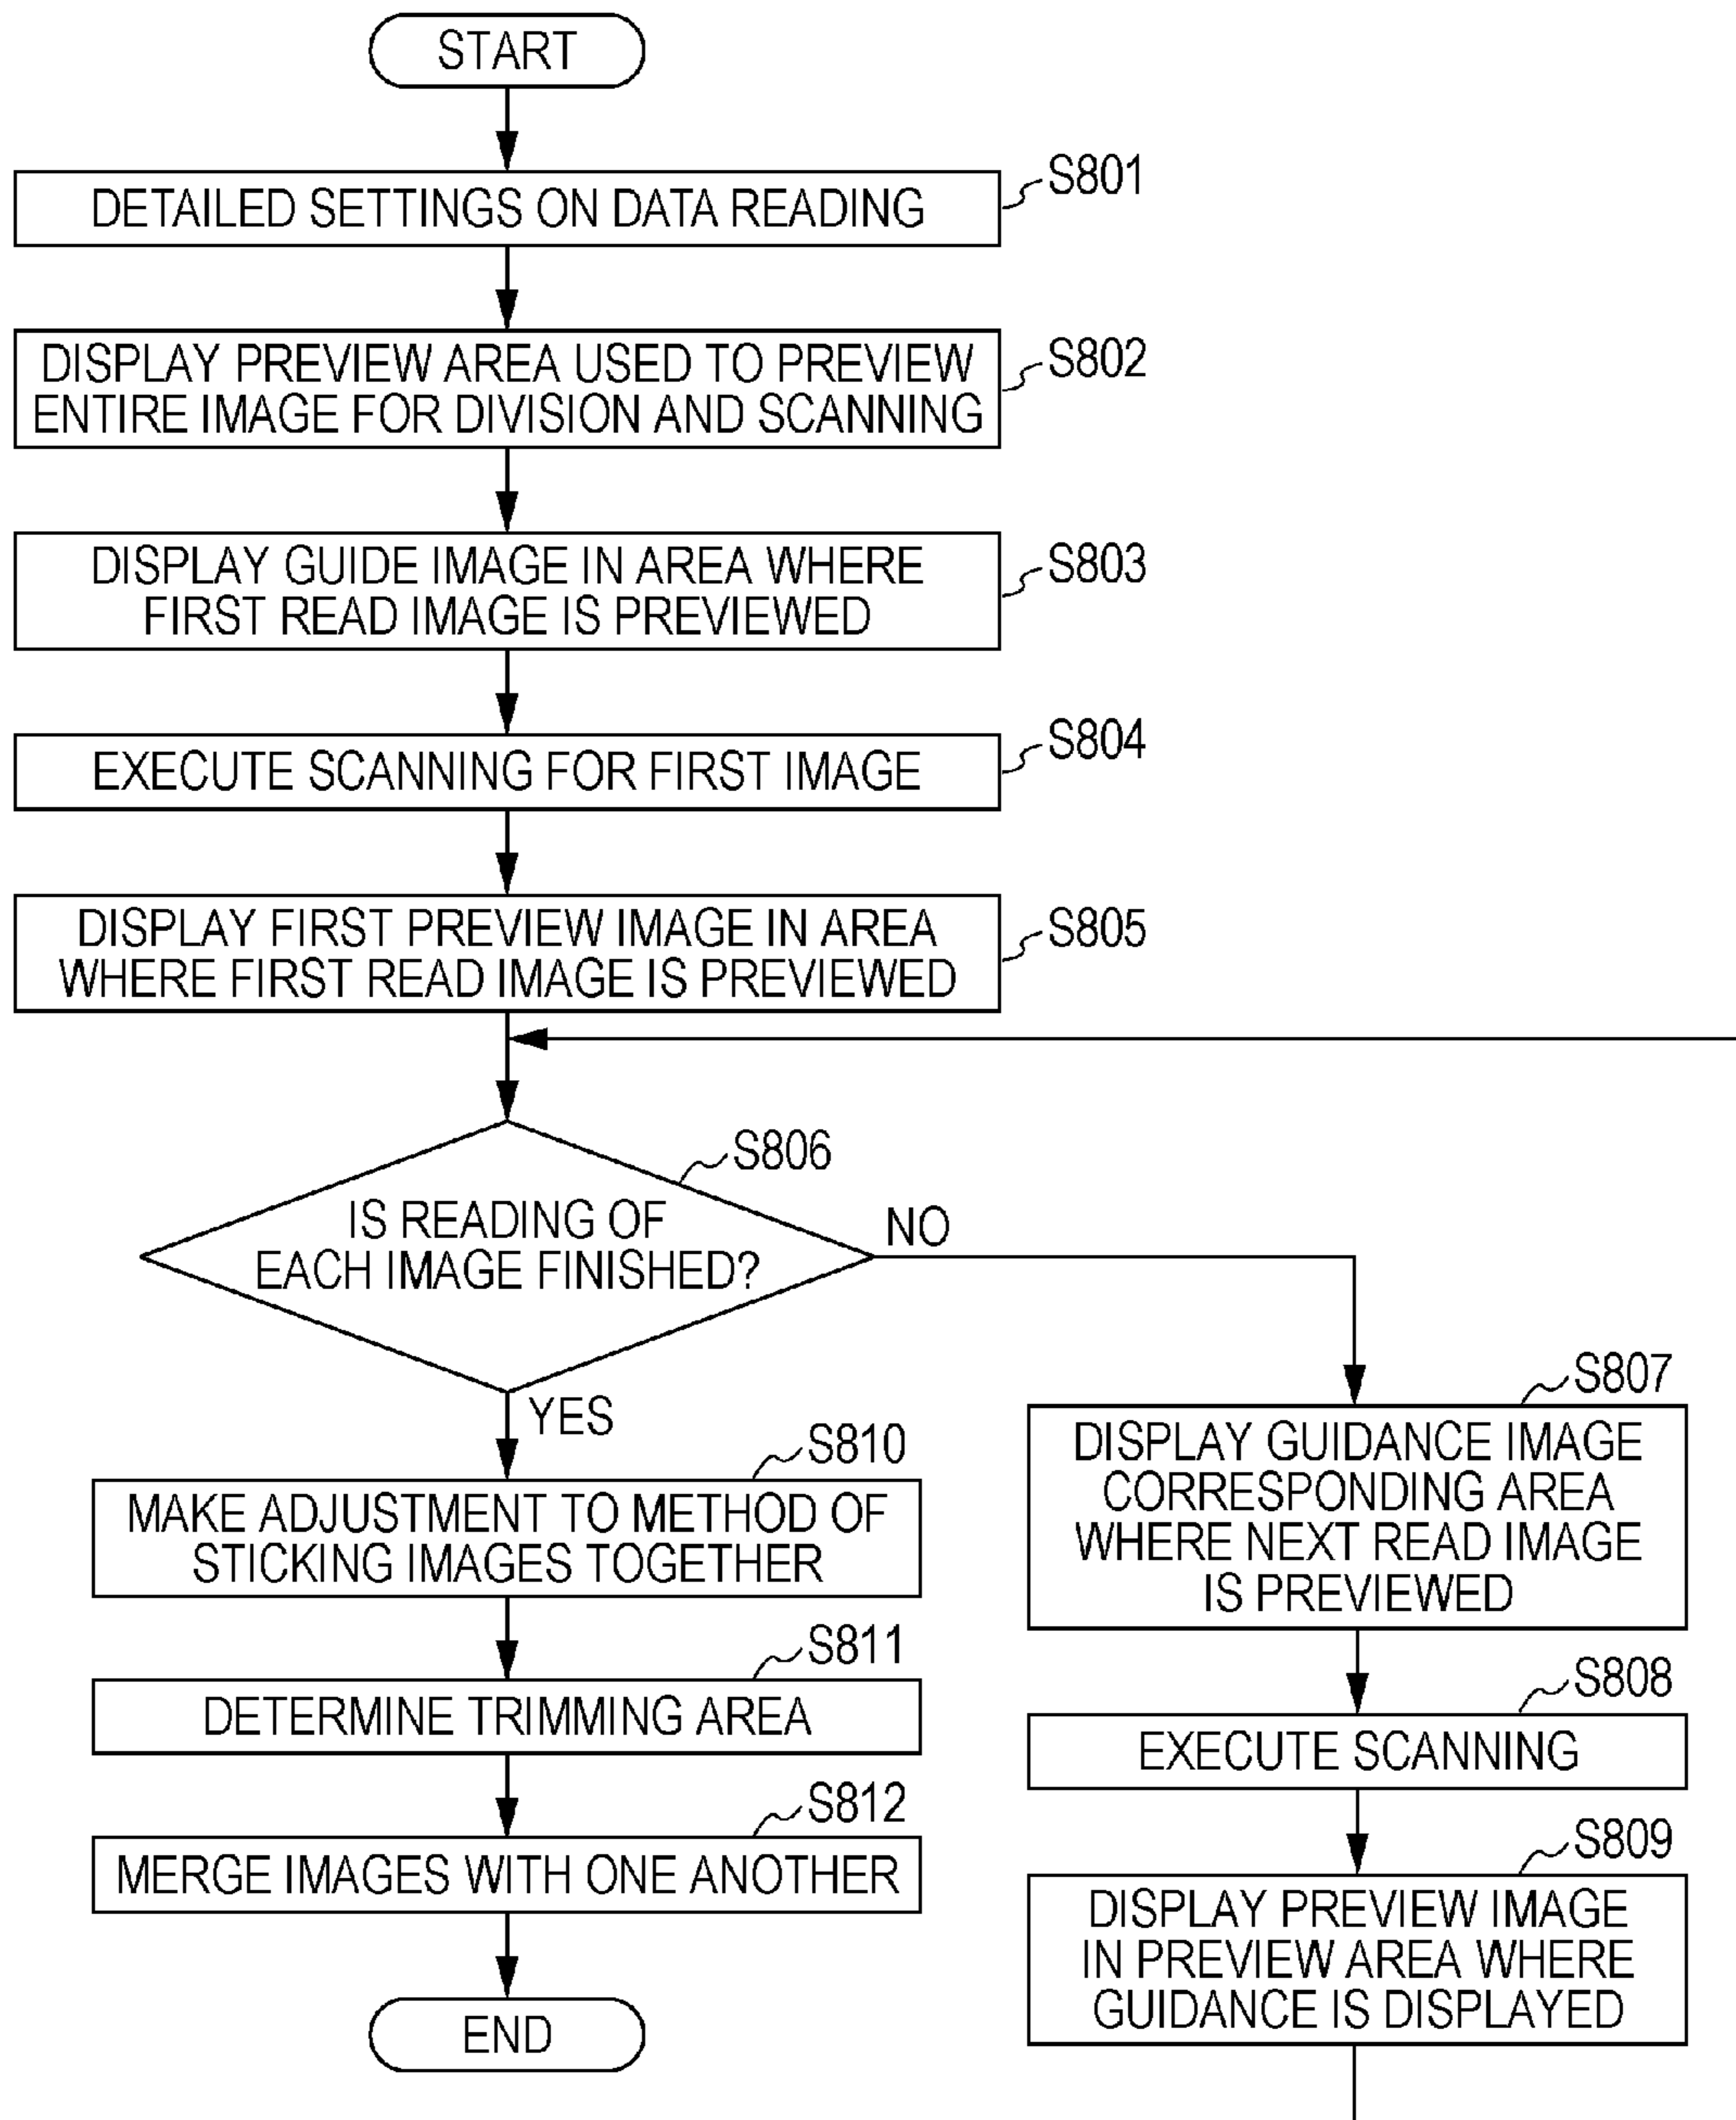 START
DETAILED SETTINGS ON DATA READING
S801
DISPLAY PREVIEW AREA USED TO PREVIEW
ENTIRE IMAGE FOR DIVISION AND SCANNING
S802
DISPLAY GUIDE IMAGE IN AREA WHERE
FIRST READ IMAGE IS PREVIEWED
S803
EXECUTE SCANNING FOR FIRST IMAGE
S804
DISPLAY FIRST PREVIEW IMAGE IN AREA
WHERE FIRST READ IMAGE IS PREVIEWED
S805
S806
IS READING OF
EACH IMAGE FINISHED?
NO
YES
S807
DISPLAY GUIDANCE IMAGE
CORRESPONDING AREA
WHERE NEXT READ IMAGE
IS PREVIEWED
S808
EXECUTE SCANNING
S809
DISPLAY PREVIEW IMAGE
IN PREVIEW AREA WHERE
GUIDANCE IS DISPLAYED
S810
MAKE ADJUSTMENT TO METHOD OF
STICKING IMAGES TOGETHER
S811
DETERMINE TRIMMING AREA
S812
MERGE IMAGES WITH ONE ANOTHER
END